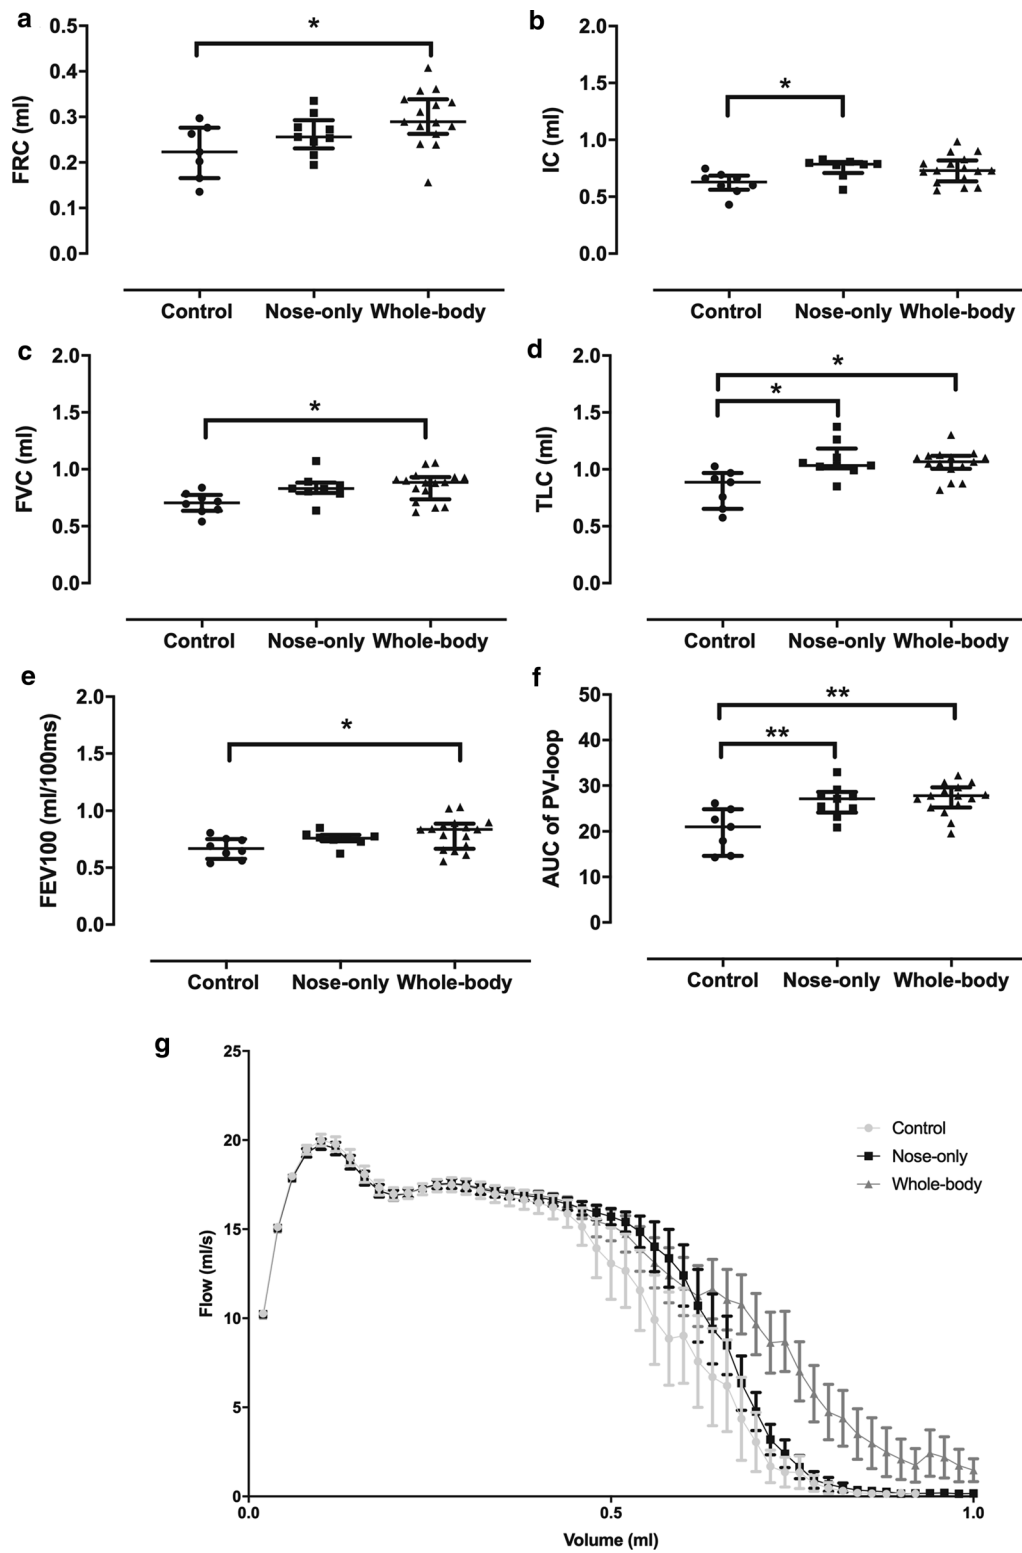 a
FRC (ml)
0.5
0.4
0.3
0.2
0.1
0.0
*
Control Nose-only Whole-body
b
IC (ml)
2.0
1.5
1.0
0.5
0.0
*
Control Nose-only Whole-body
c
FVC (ml)
2.0
1.5
1.0
0.5
0.0
*
Control Nose-only Whole-body
d
TLC (ml)
2.0
1.5
1.0
0.5
0.0
*
*
Control Nose-only Whole-body
e
FEV100 (ml/100ms)
2.0
1.5
1.0
0.5
0.0
*
Control Nose-only Whole-body
f
AUC of PV-loop
50
40
30
20
10
0
**
**
Control Nose-only Whole-body
g
Flow (ml/s)
25
20
15
10
5
0
0.0 0.5 1.0
Volume (ml)
Control
Nose-only
Whole-body